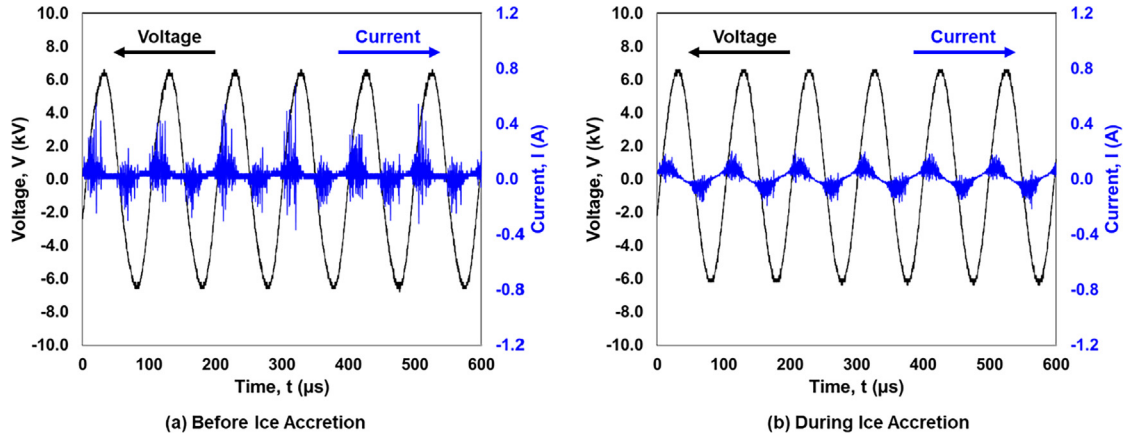 10.0
8.0
6.0
4.0
2.0
0.0
-2.0
-4.0
-6.0
-8.0
-10.0
Voltage, V (kV)
Voltage
Current
1.2
0.8
0.4
0.0
-0.4
-0.8
-1.2
Current, I (A)
0 100 200 300 400 500 600
Time, t (µs)
(a) Before Ice Accretion
10.0
8.0
6.0
4.0
2.0
0.0
-2.0
-4.0
-6.0
-8.0
-10.0
Voltage, V (kV)
Voltage
Current
1.2
0.8
0.4
0.0
-0.4
-0.8
-1.2
Current, I (A)
0 100 200 300 400 500 600
Time, t (µs)
(b) During Ice Accretion